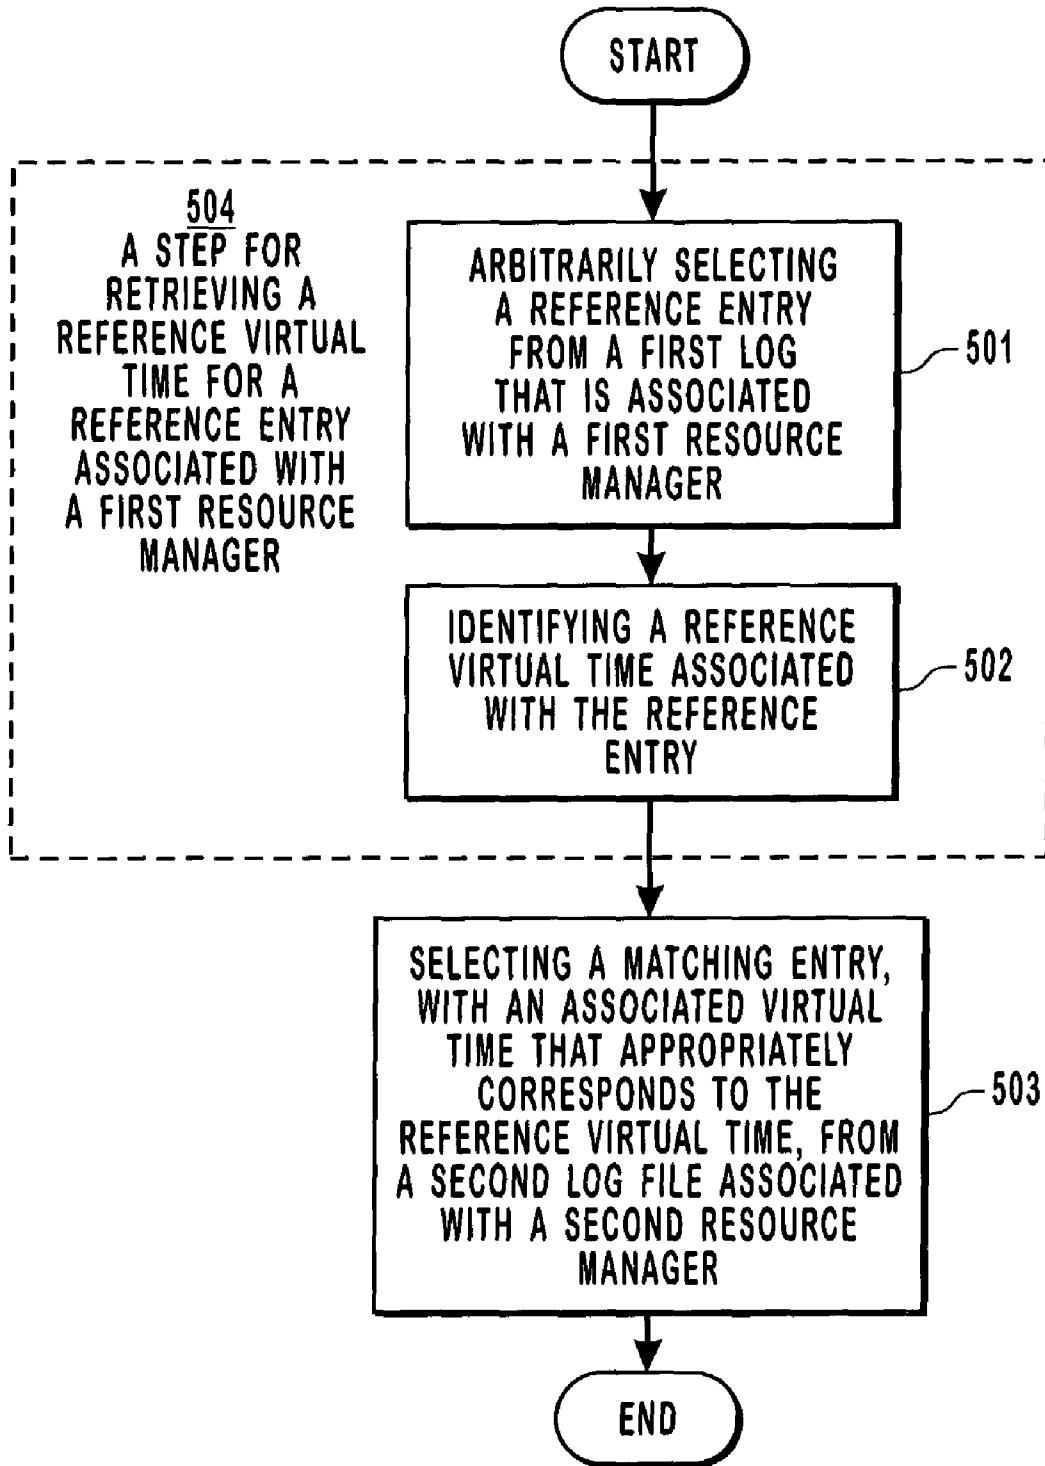 START
504
A STEP FOR
RETRIEVING A
REFERENCE VIRTUAL
TIME FOR A
REFERENCE ENTRY
ASSOCIATED WITH
A FIRST RESOURCE
MANAGER
ARBITRARILY SELECTING
A REFERENCE ENTRY
FROM A FIRST LOG
THAT IS ASSOCIATED
WITH A FIRST RESOURCE
MANAGER
501
IDENTIFYING A REFERENCE
VIRTUAL TIME ASSOCIATED
WITH THE REFERENCE
ENTRY
502
SELECTING A MATCHING ENTRY,
WITH AN ASSOCIATED VIRTUAL
TIME THAT APPROPRIATELY
CORRESPONDS TO THE
REFERENCE VIRTUAL TIME, FROM
A SECOND LOG FILE ASSOCIATED
WITH A SECOND RESOURCE
MANAGER
503
END